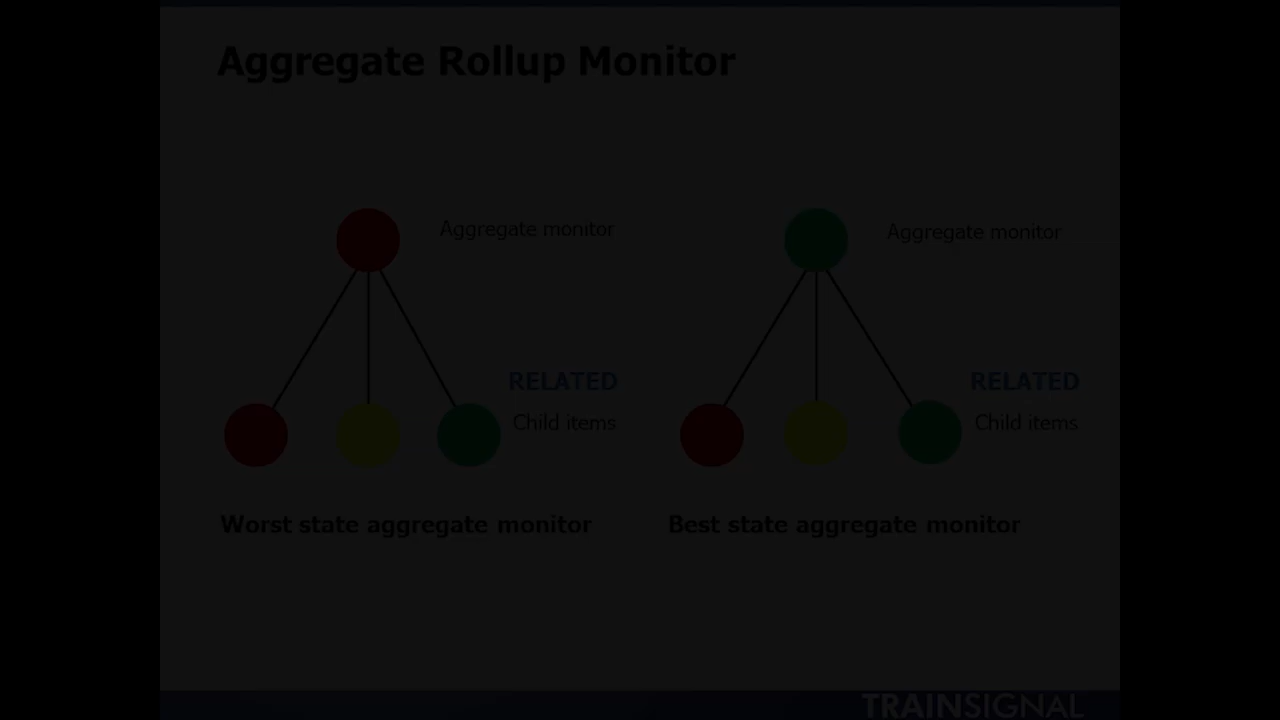 Aggregate Rollup Monitor
Aggregate monitor
Aggregate monitor
RELATED
Child items
RELATED
Child items
Worst state aggregate monitor
Best state aggregate monitor
TRAINSIGNAL